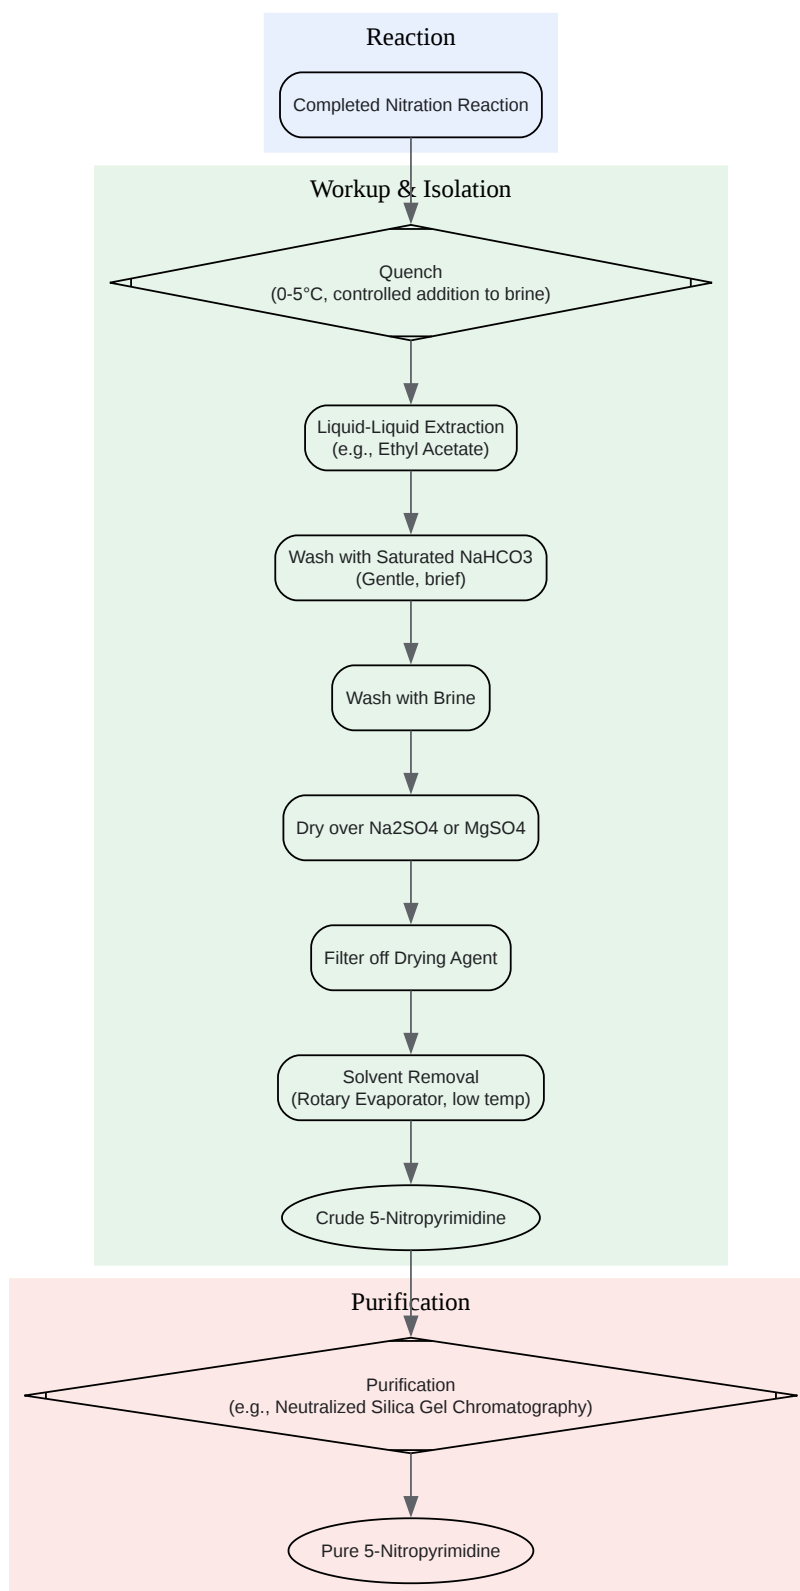 Reaction
Completed Nitration Reaction
Workup & Isolation
Quench
(0-5°C, controlled addition to brine)
Liquid-Liquid Extraction
(e.g., Ethyl Acetate)
Wash with Saturated NaHCO3
(Gentle, brief)
Wash with Brine
Dry over Na2SO4 or MgSO4
Filter off Drying Agent
Solvent Removal
(Rotary Evaporator, low temp)
Crude 5-Nitropyrimidine
Purification
Purification
(e.g., Neutralized Silica Gel Chromatography)
Pure 5-Nitropyrimidine